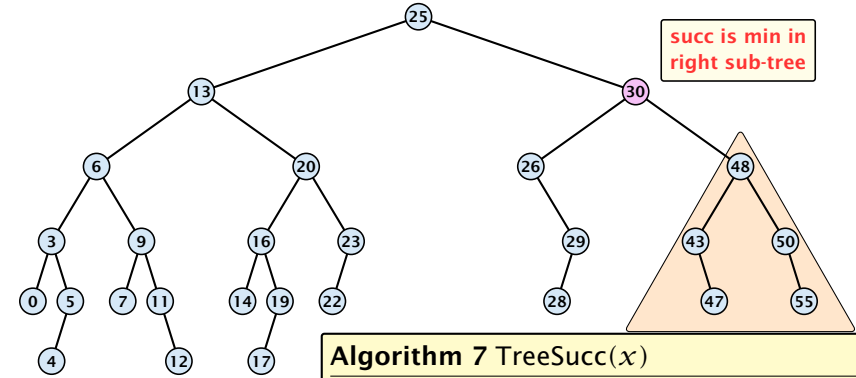 25
succ is min in
right sub-tree
13 30
6 20 26 48
3 9 16 23 29 43 50
0 5 7 11 14 19 22 28 47 55
4 12 17
Algorithm 7 TreeSucc(x)